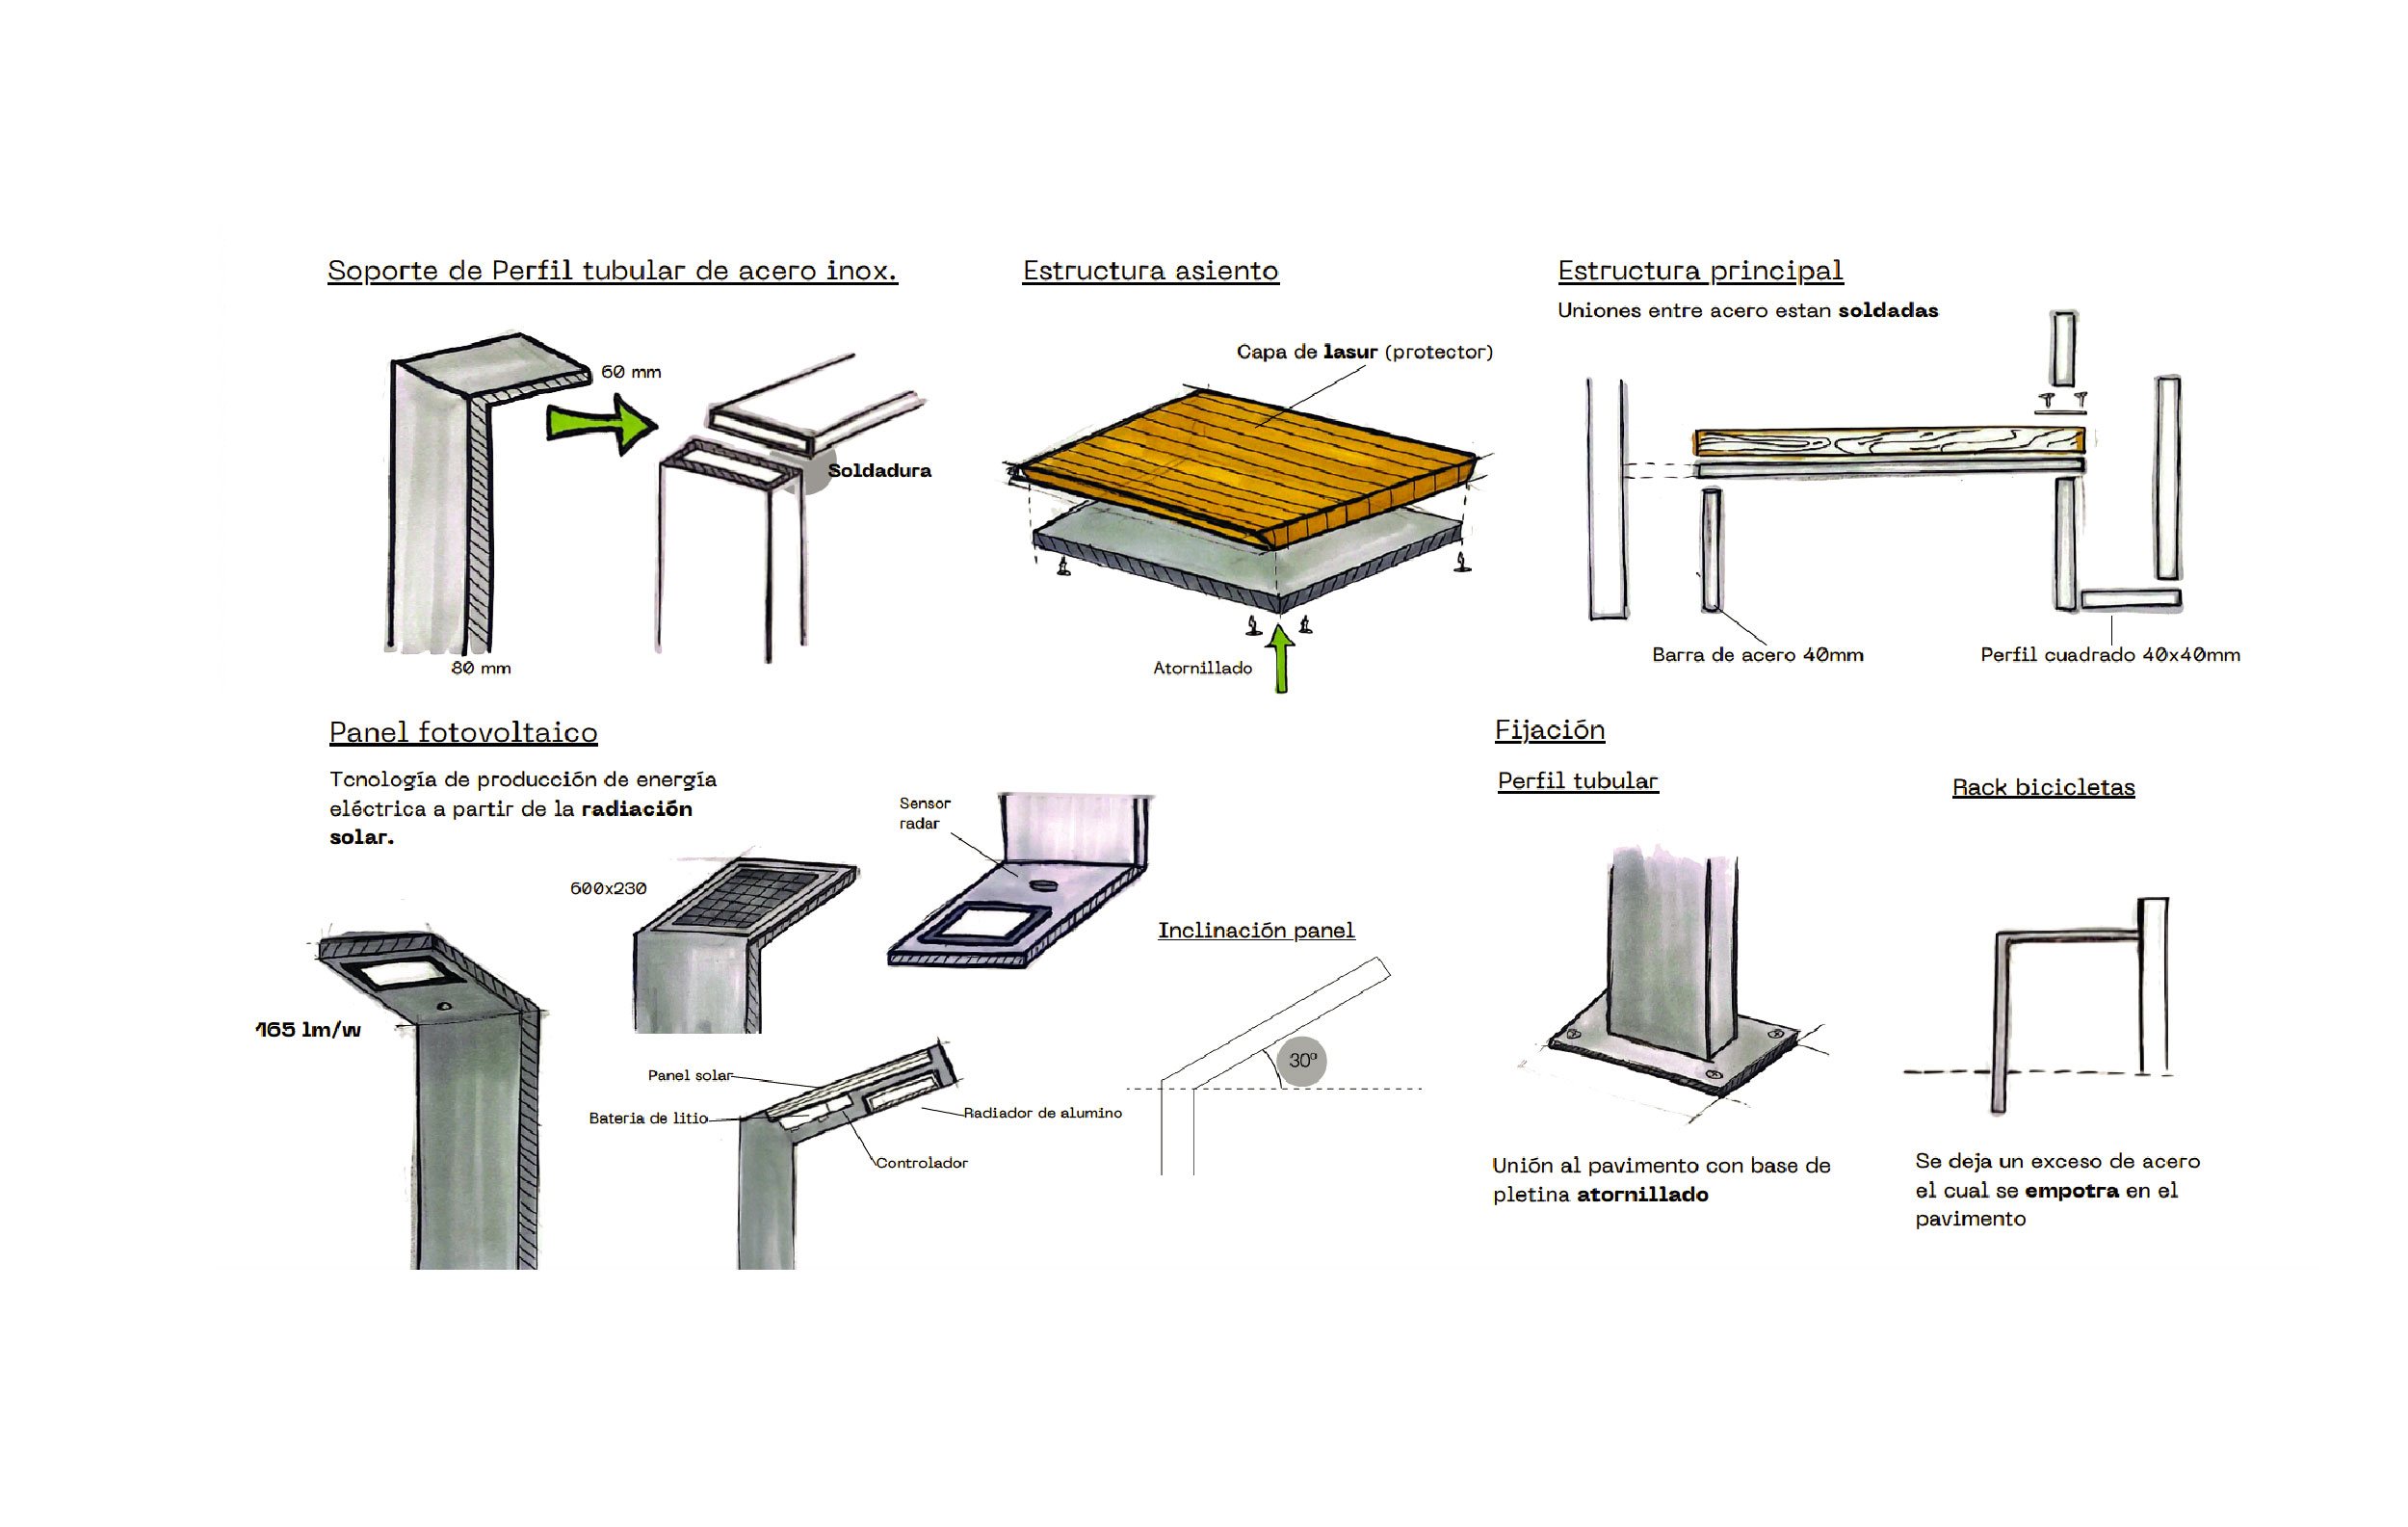 Soporte de Perfil tubular de acero inox.
60 mm
Soldadura
80 mm
Estructura asiento
Capa de lasur (protector)
Atornillado
Estructura principal
Uniones entre acero estan soldadas
Barra de acero 40mm
Perfil cuadrado 40x40mm
Panel fotovoltaico
Tcnología de producción de energía
eléctrica a partir de la radiación
solar.
600x230
Sensor
radar
165 lm/w
Panel solar
Bateria de litio
Radiador de alumino
Controlador
Inclinación panel
30º
Fijación
Perfil tubular
Unión al pavimento con base de
pletina atornillado
Rack bicicletas
Se deja un exceso de acero
el cual se empotra en el
pavimento